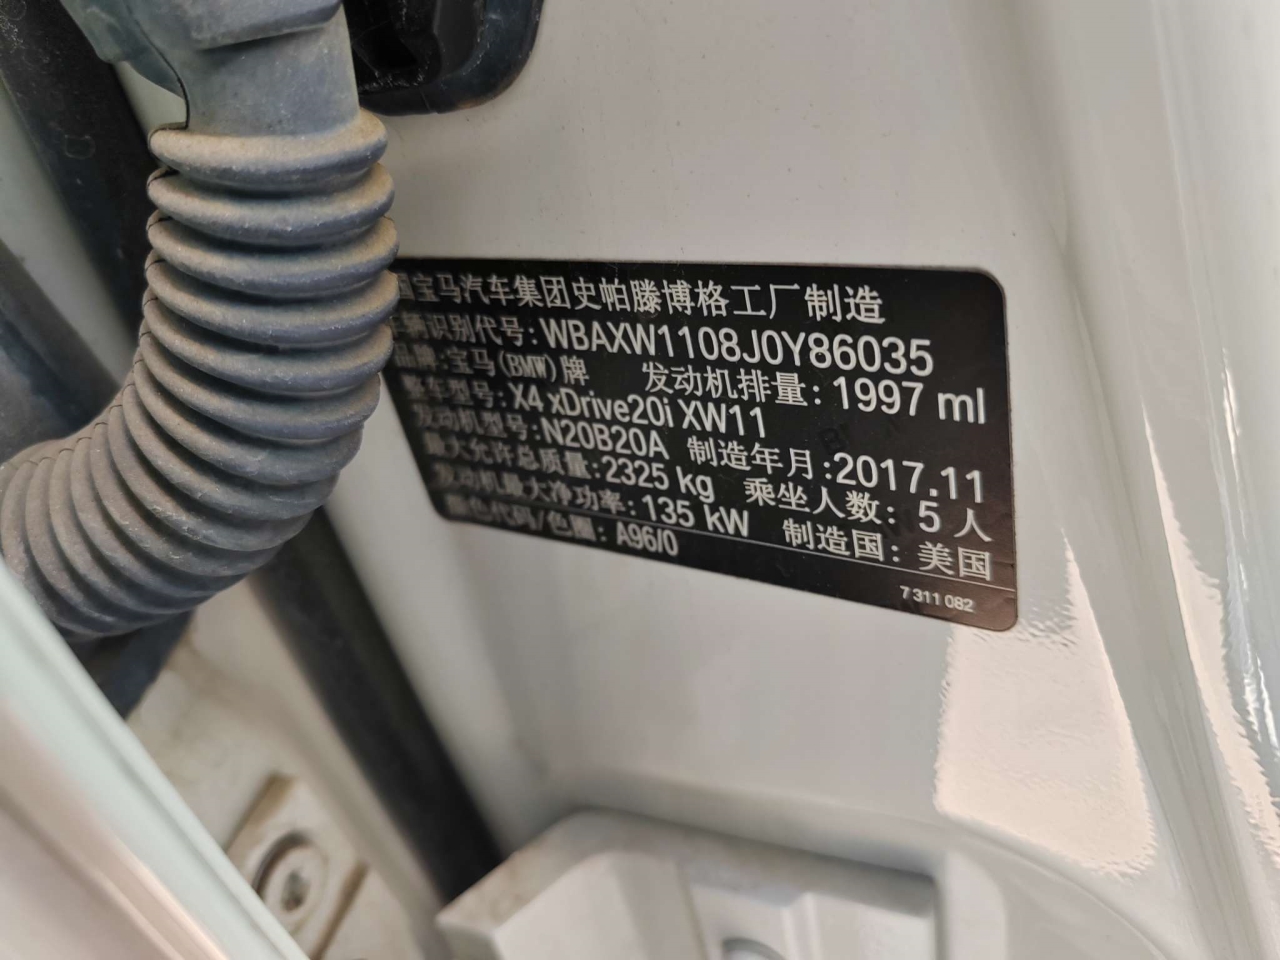 国宝马汽车集团史帕滕博格工厂制造
车辆识别代号:WBAXW1108J0Y86035
品牌:宝马(BMW)牌 发动机排量:1997 ml
整车型号:X4 xDrive20i XW11
发动机型号:N20B20A 制造年月:2017.11
最大允许总质量:2325 kg 乘坐人数: 5 人
发动机最大净功率:135 kW 制造国: 美国
颜色代码/色圈:A96/0
7 311 082